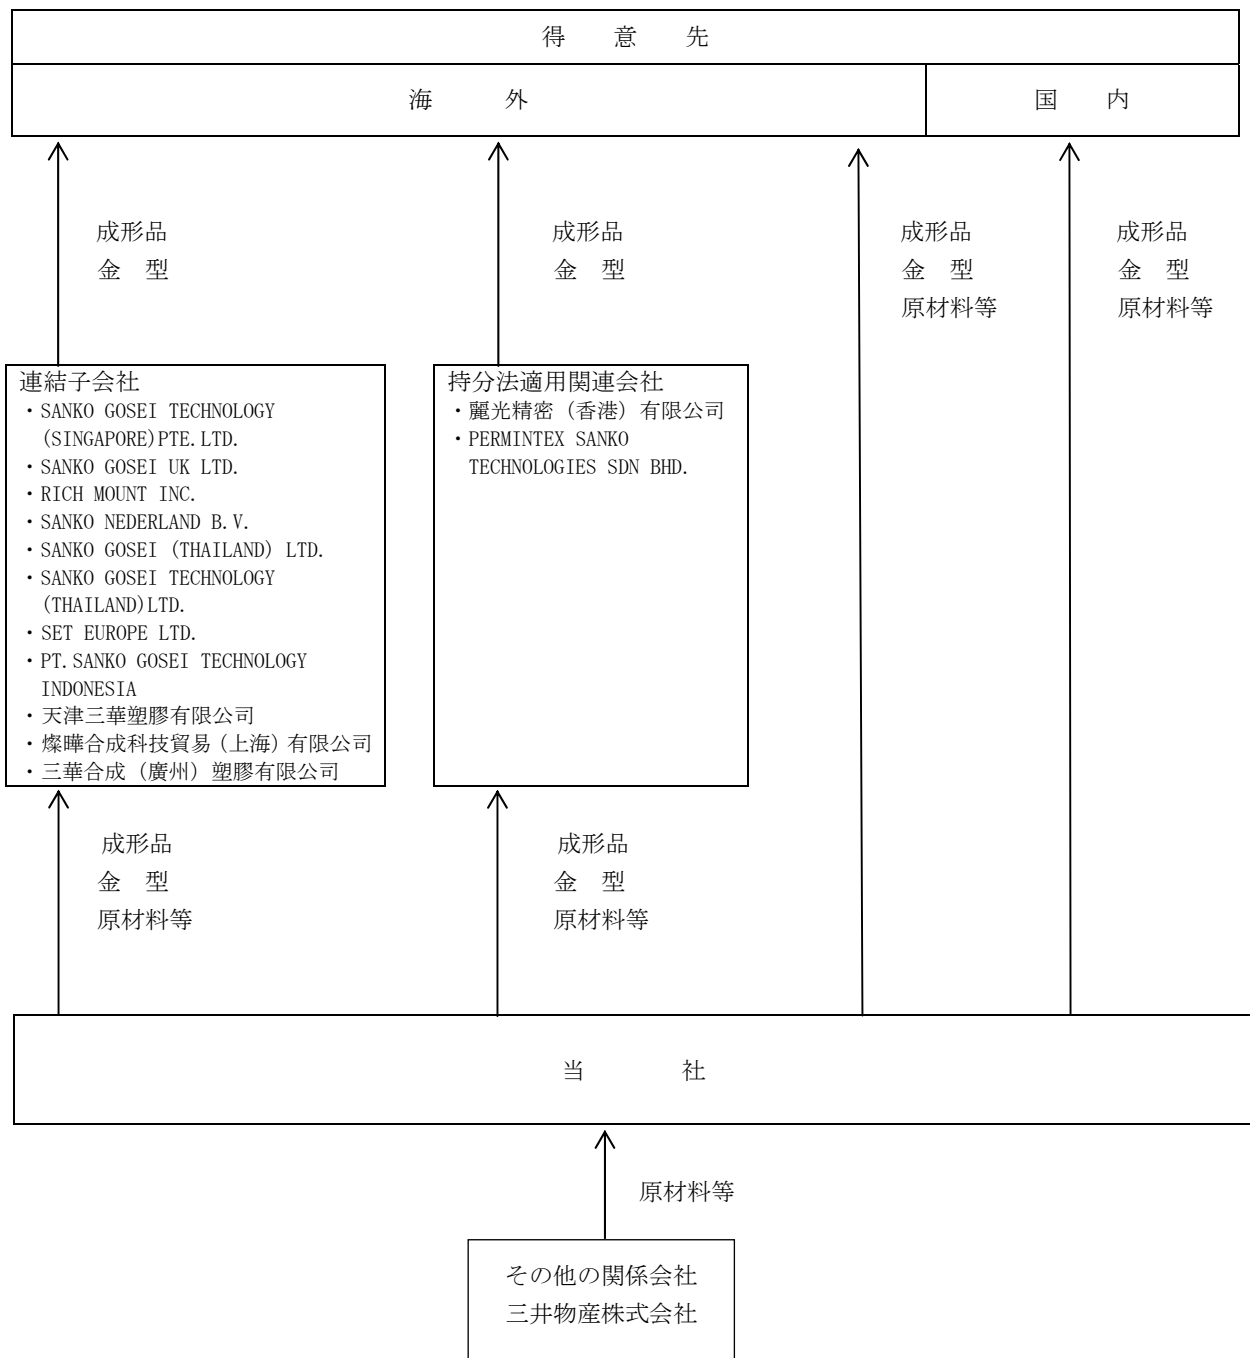 得 意 先
海 外
国 内
成形品
金 型
成形品
金 型
成形品
金 型
原材料等
成形品
金 型
原材料等
連結子会社
・SANKO GOSEI TECHNOLOGY
(SINGAPORE)PTE.LTD.
・SANKO GOSEI UK LTD.
・RICH MOUNT INC.
・SANKO NEDERLAND B.V.
・SANKO GOSEI (THAILAND) LTD.
・SANKO GOSEI TECHNOLOGY
(THAILAND)LTD.
・SET EUROPE LTD.
・PT.SANKO GOSEI TECHNOLOGY
INDONESIA
・天津三華塑膠有限公司
・燦曄合成科技貿易(上海)有限公司
・三華合成(廣州)塑膠有限公司
持分法適用関連会社
・麗光精密(香港)有限公司
・PERMINTEX SANKO
TECHNOLOGIES SDN BHD.
成形品
金 型
原材料等
成形品
金 型
原材料等
当 社
原材料等
その他の関係会社
三井物産株式会社